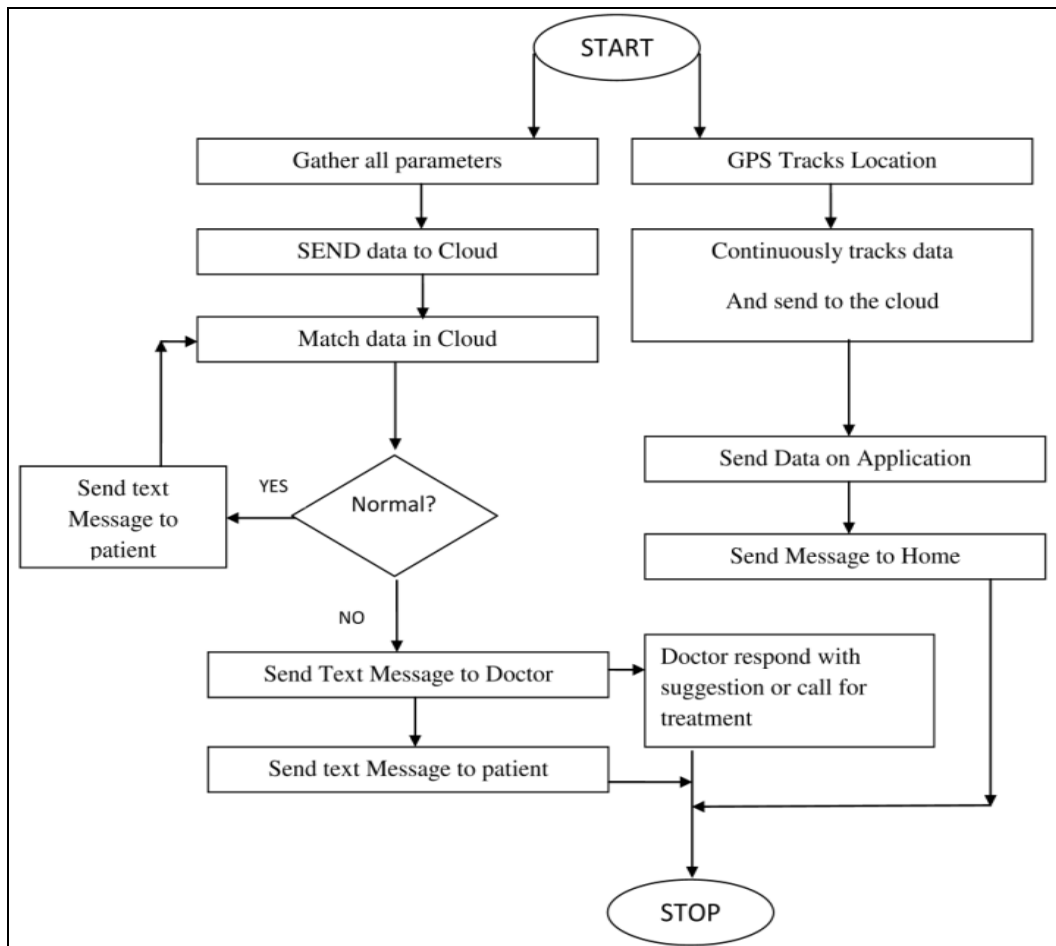 START
Gather all parameters
GPS Tracks Location
SEND data to Cloud
Continuously tracks data
And send to the cloud
Match data in Cloud
Send Data on Application
Send text
Message to
patient
YES
Normal?
Send Message to Home
NO
Send Text Message to Doctor
Doctor respond with
suggestion or call for
treatment
Send text Message to patient
STOP